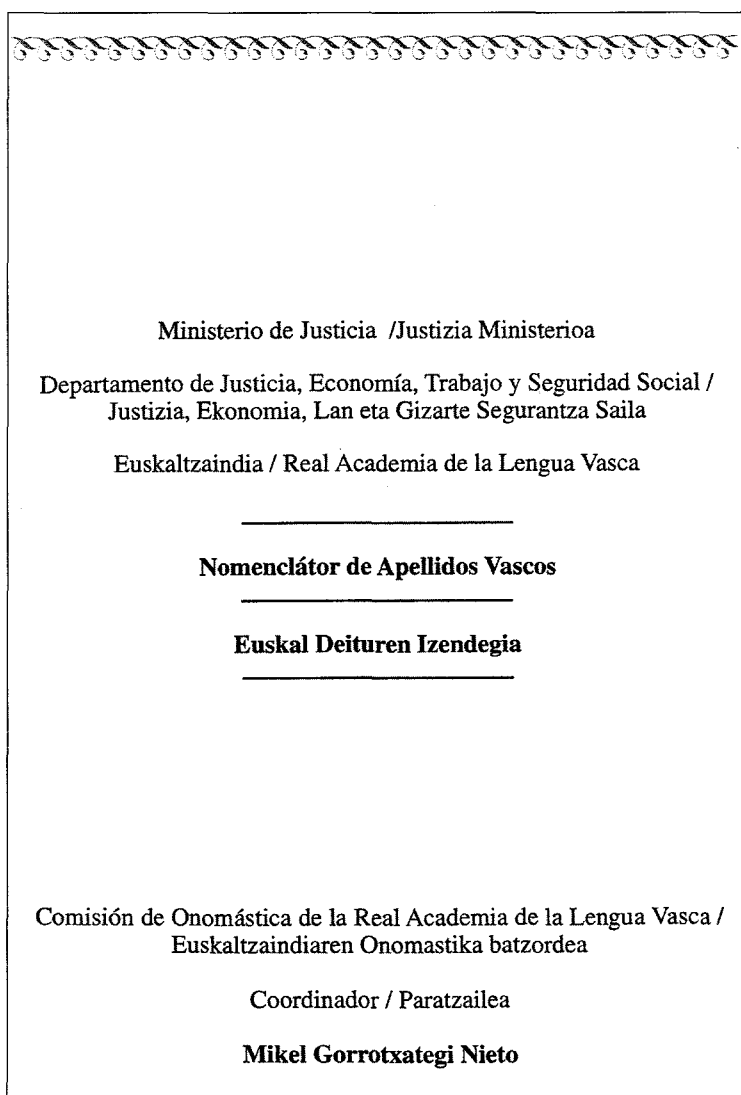 Ministerio de Justicia /Justizia Ministerioa
Departamento de Justicia, Economía, Trabajo y Seguridad Social /
Justizia, Ekonomia, Lan eta Gizarte Segurantza Saila
Euskaltzaindia / Real Academia de la Lengua Vasca
Nomenclátor de Apellidos Vascos
Euskal Deituren Izendegia
Comisión de Onomástica de la Real Academia de la Lengua Vasca /
Euskaltzaindiaren Onomastika batzordea
Coordinador / Paratzailea
Mikel Gorrotxategi Nieto